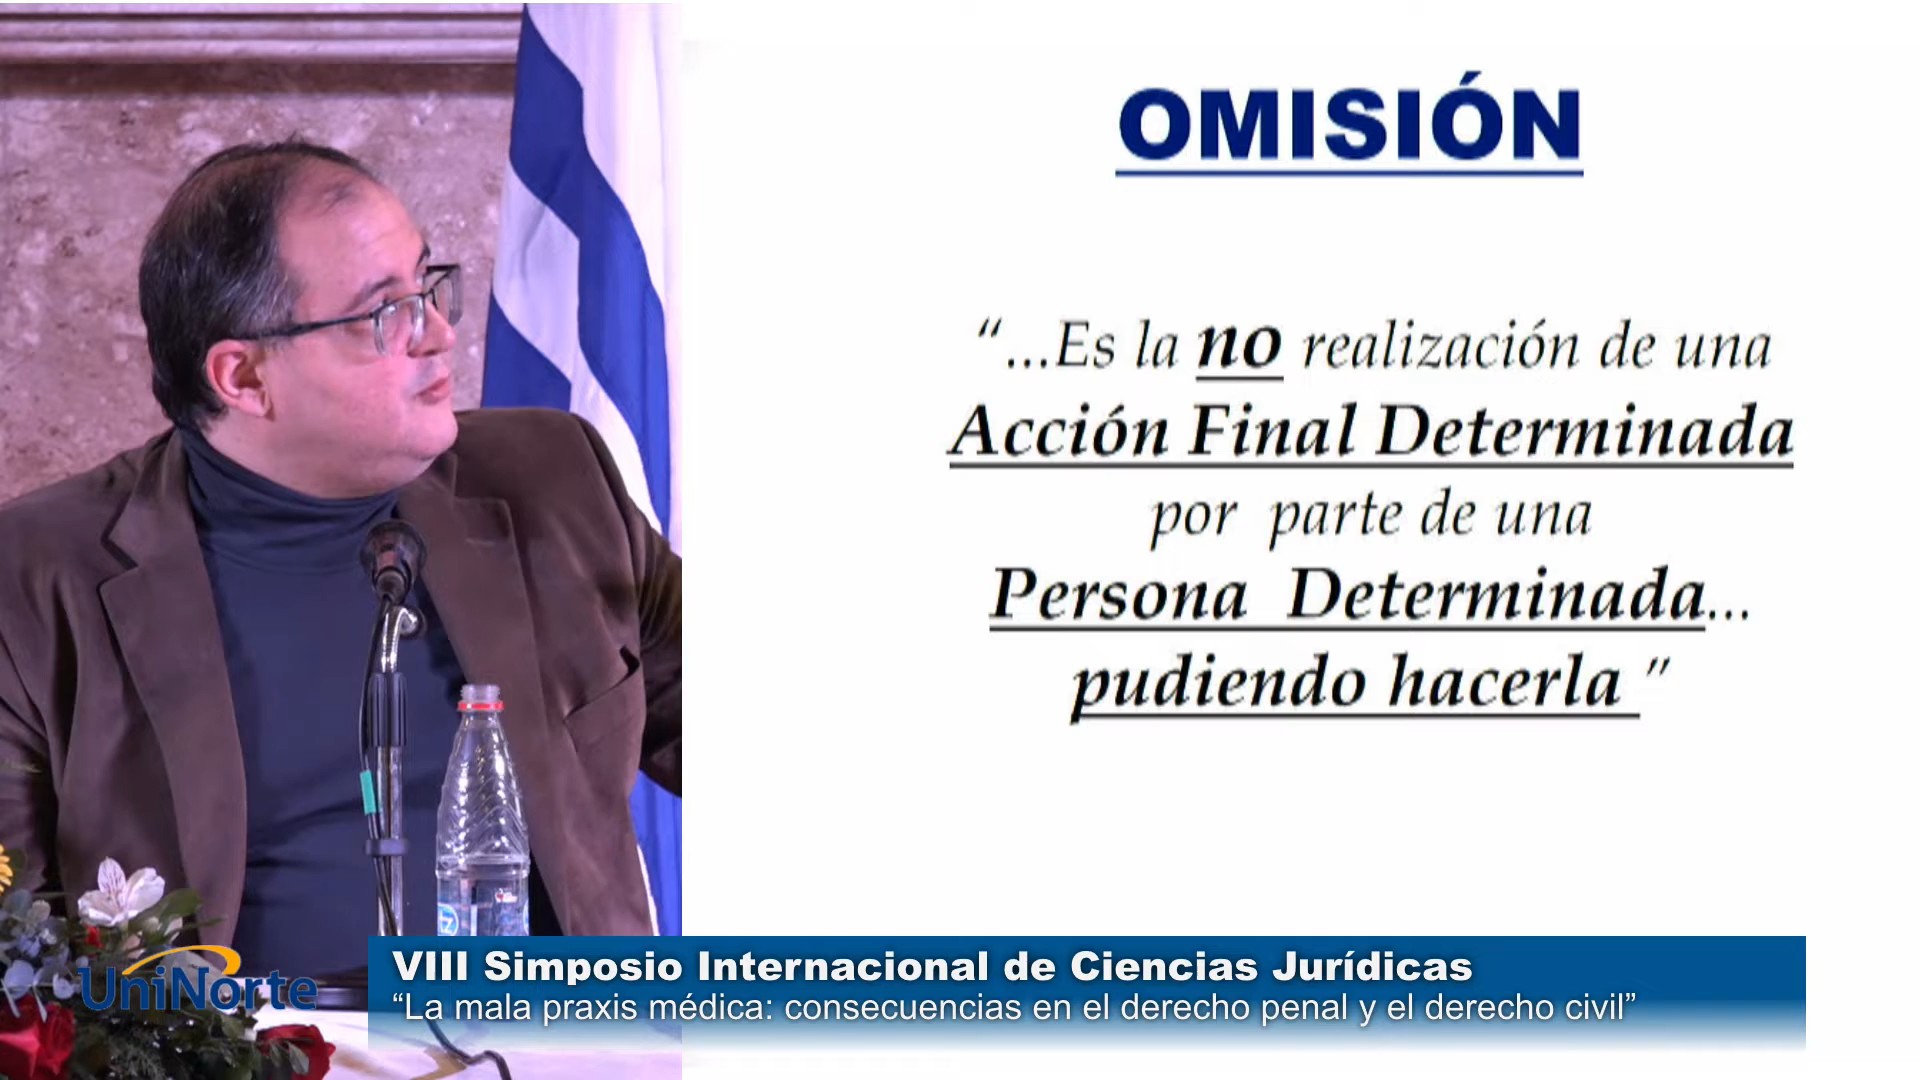 OMISIÓN
“...Es la no realización de una
Acción Final Determinada
por parte de una
Persona Determinada...
pudiendo hacerla ”
UniNorte
VIII Simposio Internacional de Ciencias Jurídicas
“La mala praxis médica: consecuencias en el derecho penal y el derecho civil”